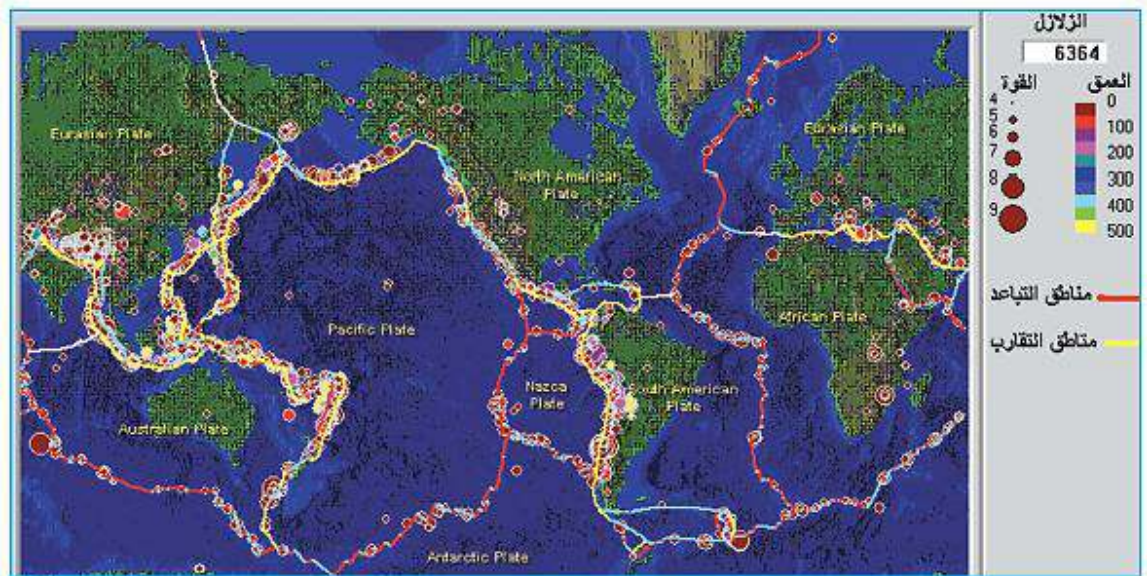 الزلازل
6364
القوة
العمق
4
5
6
7
8
9
0
100
200
300
400
500
مناطق التباعد
مناطق التقارب
Eurasian Plate
North American
Plate
Eurasian Plate
Pacific Plate
African Plate
Nazca
Plate
South American
Plate
Australian Plate
Antarctic Plate